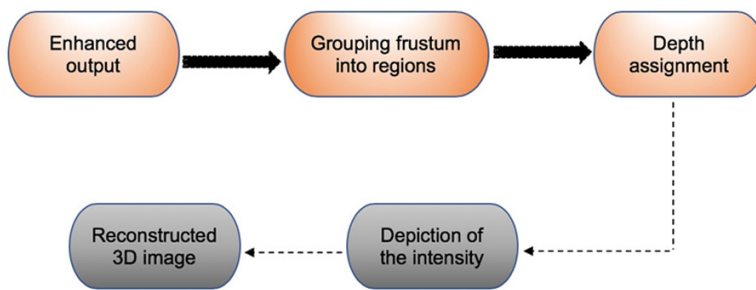 Enhanced
output
Grouping frustum
into regions
Depth
assignment
Depiction of
the intensity
Reconstructed
3D image